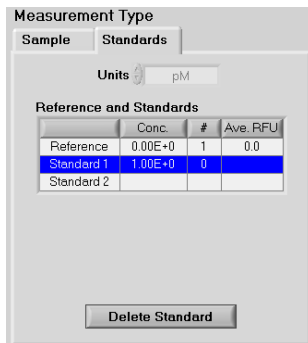 Measurement Type
Sample Standards
Units pM
Reference and Standards
Conc. # Ave. RFU
Reference 0.00E+0 1 0.0
Standard 1 1.00E+0 0
Standard 2
Delete Standard